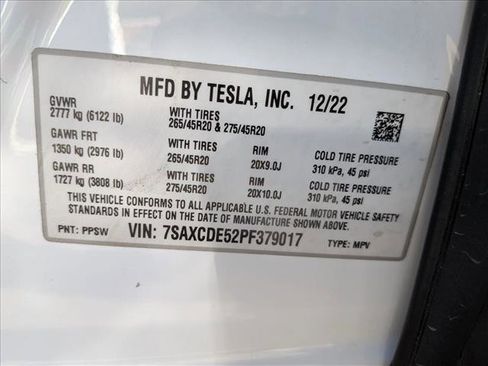 MFD BY TESLA, INC. 12/22
GVWR
2777 kg (6122 lb)
WITH TIRES
265/45R20 & 275/45R20
GAWR FRT
1350 kg (2976 lb)
WITH TIRES
265/45R20
RIM
20X9.0J
COLD TIRE PRESSURE
310 kPa, 45 psi
GAWR RR
1727 kg (3808 lb)
WITH TIRES
275/45R20
RIM
20X10.0J
COLD TIRE PRESSURE
310 kPa, 45 psi
THIS VEHICLE CONFORMS TO ALL APPLICABLE U.S. FEDERAL MOTOR VEHICLE SAFETY
STANDARDS IN EFFECT ON DATE OF MANUFACTURE SHOWN ABOVE.
PNT: PPSW VIN: 7SAXCDE52PF379017 TYPE: MPV